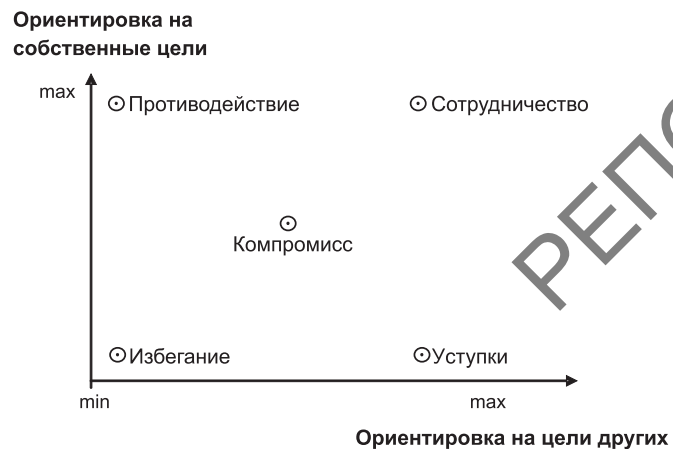 Ориентировка на
собственные цели
max
Противодействие
Сотрудничество
Компромисс
Избегание
Уступки
min
max
Ориентировка на цели других